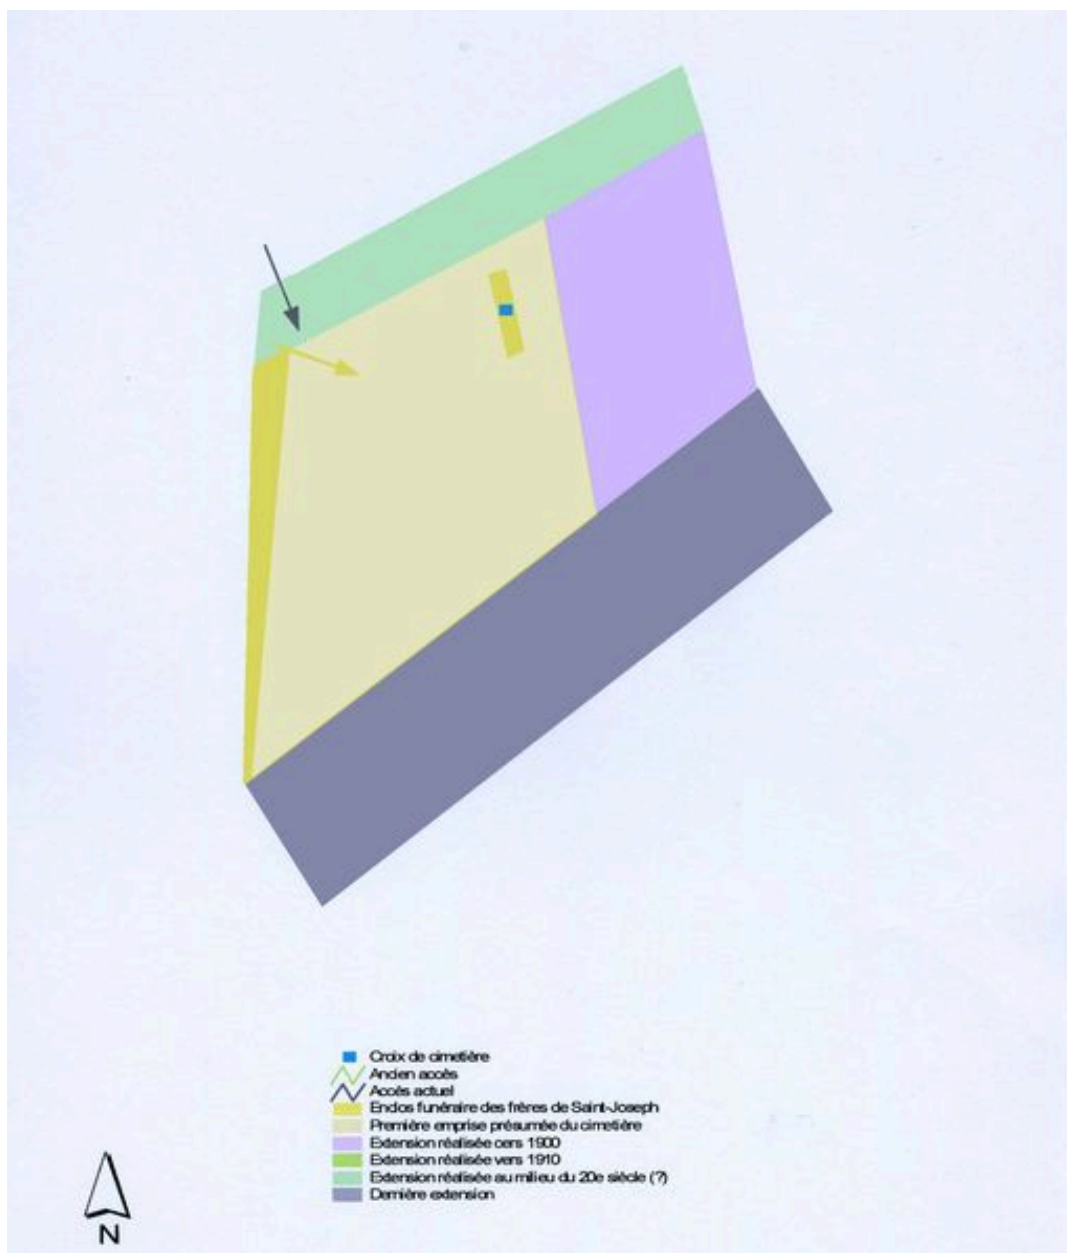 Croix de cimetière
Ancien accès
Accès actuel
Enclos funéraire des frères de Saint-Joseph
Première emprise présumée du cimetière
Extension réalisée cers 1900
Extension réalisée vers 1910
Extension réalisée au milieu du 20e siècle (?)
Dernière extension
N